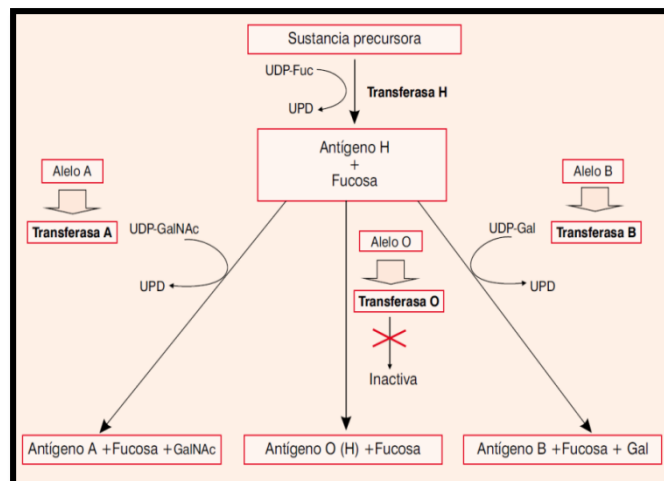 Sustancia precursora
UDP-Fuc
Transferasa H
UPD
Antígeno H
+
Fucosa
Alelo A
Transferasa A
UDP-GalNAc
UPD
Alelo O
Transferasa O
Inactiva
Alelo B
UDP-Gal
Transferasa B
UPD
Antígeno A +Fucosa +GalNAc
Antígeno O (H) +Fucosa
Antígeno B +Fucosa + Gal